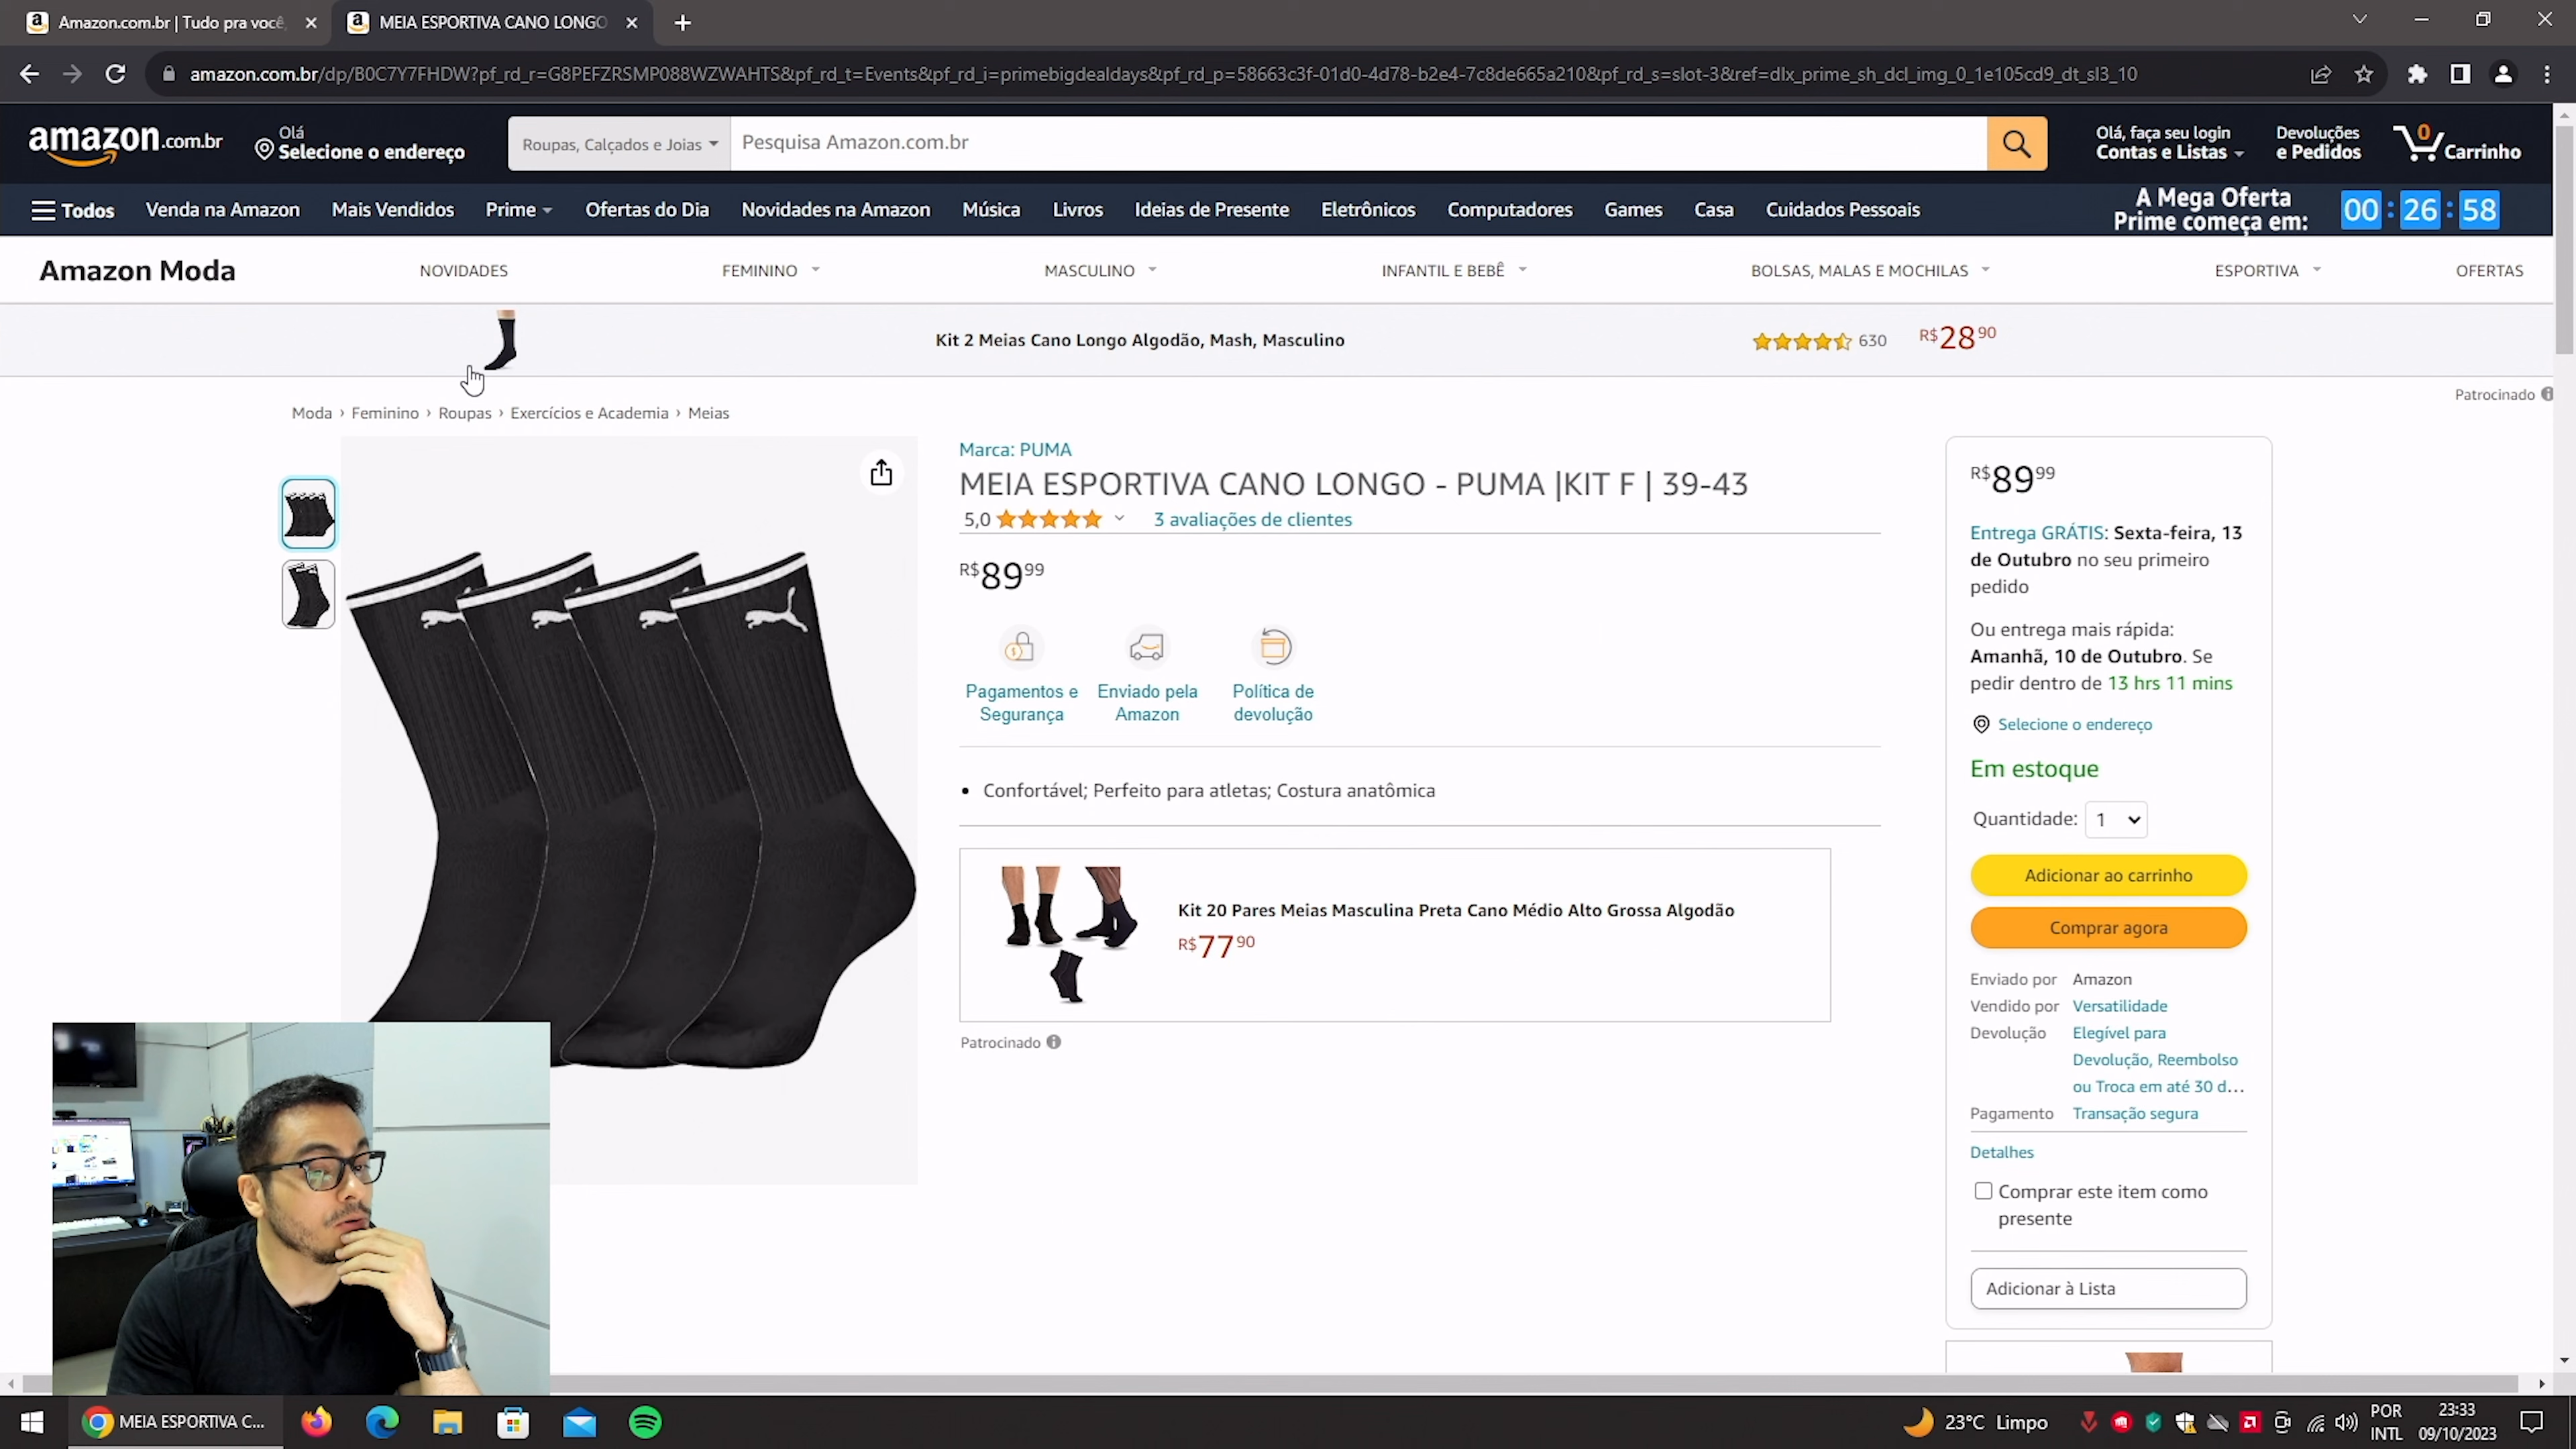 Amazon.com.br | Tudo pra você,
MEIA ESPORTIVA CANO LONGO
amazon.com.br/dp/B0C7Y7FHDW?pf_rd_r=G8PEFZRSMP088WZWAHTS&pf_rd_t=Events&pf_rd_i=primebigdealdays&pf_rd_p=58663c3f-01d0-4d78-b2e4-7c8de665a210&pf_rd_s=slot-3&ref=dlx_prime_sh_dcl_img_0_1e105cd9_dt_sl3_10
amazon.com.br
Olá
Selecione o endereço
Roupas, Calçados e Joias
Pesquisa Amazon.com.br
Olá, faça seu login
Contas e Listas
Devoluções
e Pedidos
0
Carrinho
Todos
Venda na Amazon
Mais Vendidos
Prime
Ofertas do Dia
Novidades na Amazon
Música
Livros
Ideias de Presente
Eletrônicos
Computadores
Games
Casa
Cuidados Pessoais
A Mega Oferta
Prime começa em:
00 : 26 : 58
Amazon Moda
NOVIDADES
FEMININO
MASCULINO
INFANTIL E BEBÊ
BOLSAS, MALAS E MOCHILAS
ESPORTIVA
OFERTAS
Kit 2 Meias Cano Longo Algodão, Mash, Masculino
630
R$2890
Patrocinado
Moda › Feminino › Roupas › Exercícios e Academia › Meias
Marca: PUMA
MEIA ESPORTIVA CANO LONGO - PUMA |KIT F | 39-43
5,0
3 avaliações de clientes
R$8999
Pagamentos e
Segurança
Enviado pela
Amazon
Política de
devolução
• Confortável; Perfeito para atletas; Costura anatômica
Kit 20 Pares Meias Masculina Preta Cano Médio Alto Grossa Algodão
R$7790
Patrocinado
R$8999
Entrega GRÁTIS: Sexta-feira, 13
de Outubro no seu primeiro
pedido
Ou entrega mais rápida:
Amanhã, 10 de Outubro. Se
pedir dentro de 13 hrs 11 mins
Selecione o endereço
Em estoque
Quantidade: 1
Adicionar ao carrinho
Comprar agora
Enviado por Amazon
Vendido por Versatilidade
Devolução Elegível para
Devolução, Reembolso
ou Troca em até 30 d...
Pagamento Transação segura
Detalhes
Comprar este item como
presente
Adicionar à Lista
MEIA ESPORTIVA C...
23°C Limpo
POR
INTL
23:33
09/10/2023